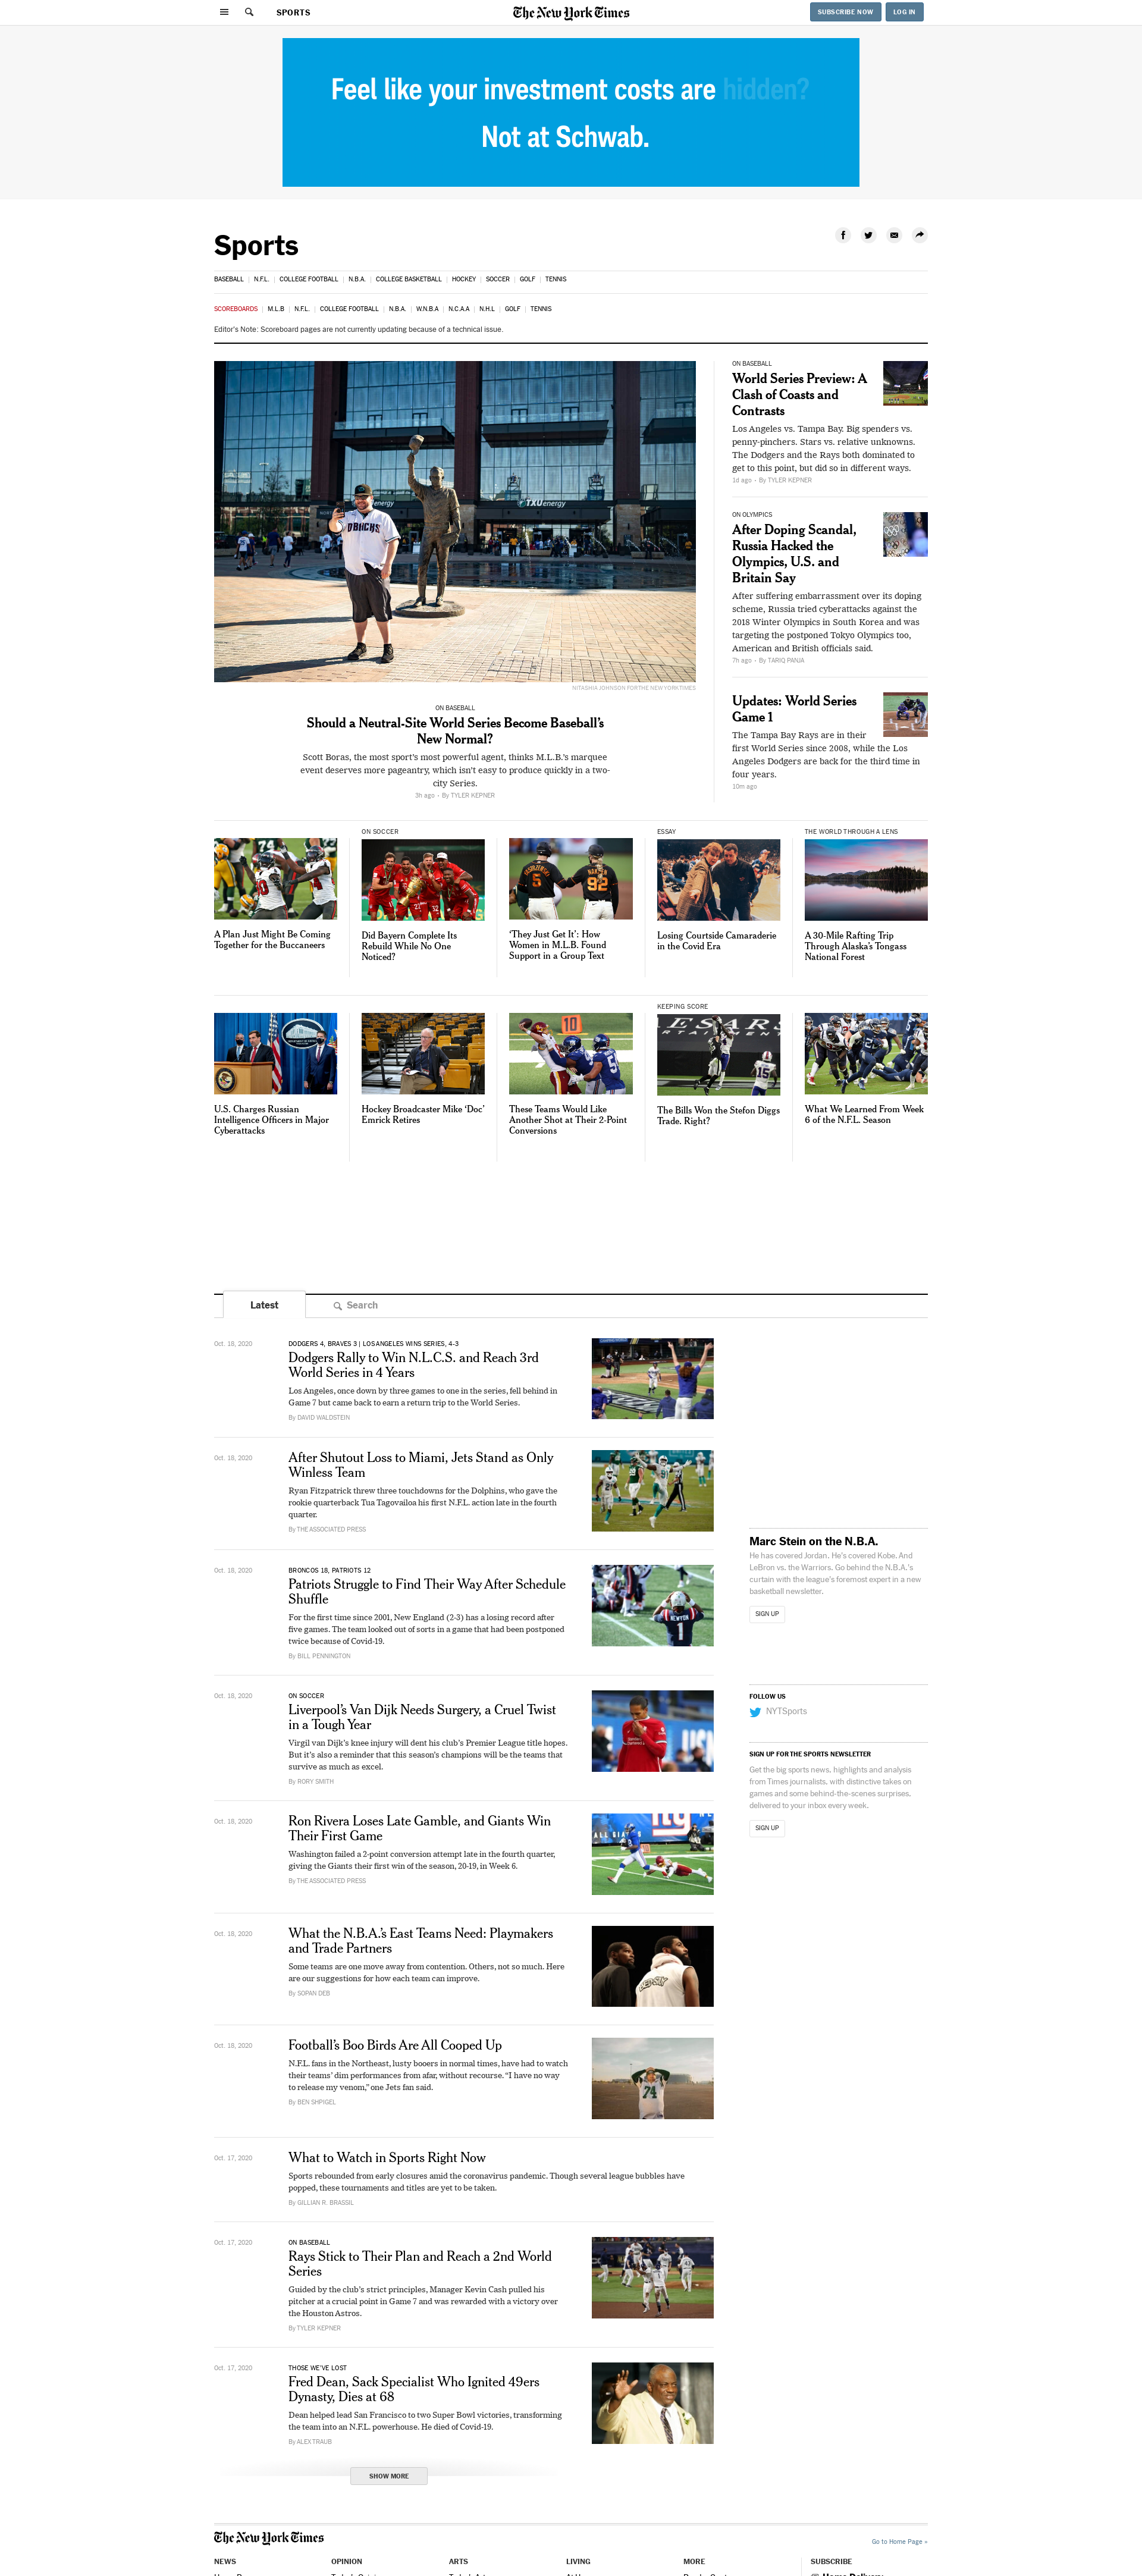 SPORTS
The New York Times
SUBSCRIBE NOW
LOG IN
Feel like your investment costs are hidden?
Not at Schwab.
Sports
BASEBALL | N.F.L. | COLLEGE FOOTBALL | N.B.A. | COLLEGE BASKETBALL | HOCKEY | SOCCER | GOLF | TENNIS
SCOREBOARDS | M.L.B | N.F.L. | COLLEGE FOOTBALL | N.B.A. | W.N.B.A | N.C.A.A | N.H.L | GOLF | TENNIS
Editor's Note: Scoreboard pages are not currently updating because of a technical issue.
TXU energy
NITASHIA JOHNSON FOR THE NEW YORK TIMES
ON BASEBALL
Should a Neutral-Site World Series Become Baseball's
New Normal?
Scott Boras, the most sport's most powerful agent, thinks M.L.B.'s marquee
event deserves more pageantry, which isn't easy to produce quickly in a two-
city Series.
3h ago • By TYLER KEPNER
ON BASEBALL
World Series Preview: A
Clash of Coasts and
Contrasts
Los Angeles vs. Tampa Bay. Big spenders vs.
penny-pinchers. Stars vs. relative unknowns.
The Dodgers and the Rays both dominated to
get to this point, but did so in different ways.
1d ago • By TYLER KEPNER
ON OLYMPICS
After Doping Scandal,
Russia Hacked the
Olympics, U.S. and
Britain Say
After suffering embarrassment over its doping
scheme, Russia tried cyberattacks against the
2018 Winter Olympics in South Korea and was
targeting the postponed Tokyo Olympics too,
American and British officials said.
7h ago • By TARIQ PANJA
Updates: World Series
Game 1
The Tampa Bay Rays are in their
first World Series since 2008, while the Los
Angeles Dodgers are back for the third time in
four years.
10m ago
A Plan Just Might Be Coming
Together for the Buccaneers
ON SOCCER
Did Bayern Complete Its
Rebuild While No One
Noticed?
'They Just Get It': How
Women in M.L.B. Found
Support in a Group Text
ESSAY
Losing Courtside Camaraderie
in the Covid Era
THE WORLD THROUGH A LENS
A 30-Mile Rafting Trip
Through Alaska's Tongass
National Forest
U.S. Charges Russian
Intelligence Officers in Major
Cyberattacks
Hockey Broadcaster Mike 'Doc'
Emrick Retires
These Teams Would Like
Another Shot at Their 2-Point
Conversions
KEEPING SCORE
The Bills Won the Stefon Diggs
Trade. Right?
What We Learned From Week
6 of the N.F.L. Season
Latest
Search
Oct. 18, 2020
DODGERS 4, BRAVES 3 | LOS ANGELES WINS SERIES, 4-3
Dodgers Rally to Win N.L.C.S. and Reach 3rd
World Series in 4 Years
Los Angeles, once down by three games to one in the series, fell behind in
Game 7 but came back to earn a return trip to the World Series.
By DAVID WALDSTEIN
Oct. 18, 2020
After Shutout Loss to Miami, Jets Stand as Only
Winless Team
Ryan Fitzpatrick threw three touchdowns for the Dolphins, who gave the
rookie quarterback Tua Tagovailoa his first N.F.L. action late in the fourth
quarter.
By THE ASSOCIATED PRESS
Oct. 18, 2020
BRONCOS 18, PATRIOTS 12
Patriots Struggle to Find Their Way After Schedule
Shuffle
For the first time since 2001, New England (2-3) has a losing record after
five games. The team looked out of sorts in a game that had been postponed
twice because of Covid-19.
By BILL PENNINGTON
Oct. 18, 2020
ON SOCCER
Liverpool's Van Dijk Needs Surgery, a Cruel Twist
in a Tough Year
Virgil van Dijk's knee injury will dent his club's Premier League title hopes.
But it's also a reminder that this season's champions will be the teams that
survive as much as excel.
By RORY SMITH
Oct. 18, 2020
Ron Rivera Loses Late Gamble, and Giants Win
Their First Game
Washington failed a 2-point conversion attempt late in the fourth quarter,
giving the Giants their first win of the season, 20-19, in Week 6.
By THE ASSOCIATED PRESS
Oct. 18, 2020
What the N.B.A.'s East Teams Need: Playmakers
and Trade Partners
Some teams are one move away from contention. Others, not so much. Here
are our suggestions for how each team can improve.
By SOPAN DEB
Oct. 18, 2020
Football's Boo Birds Are All Cooped Up
N.F.L. fans in the Northeast, lusty booers in normal times, have had to watch
their teams' dim performances from afar, without recourse. "I have no way
to release my venom," one Jets fan said.
By BEN SHPIGEL
Oct. 17, 2020
What to Watch in Sports Right Now
Sports rebounded from early closures amid the coronavirus pandemic. Though several league bubbles have
popped, these tournaments and titles are yet to be taken.
By GILLIAN R. BRASSIL
Oct. 17, 2020
ON BASEBALL
Rays Stick to Their Plan and Reach a 2nd World
Series
Guided by the club's strict principles, Manager Kevin Cash pulled his
pitcher at a crucial point in Game 7 and was rewarded with a victory over
the Houston Astros.
By TYLER KEPNER
Oct. 17, 2020
THOSE WE'VE LOST
Fred Dean, Sack Specialist Who Ignited 49ers
Dynasty, Dies at 68
Dean helped lead San Francisco to two Super Bowl victories, transforming
the team into an N.F.L. powerhouse. He died of Covid-19.
By ALEX TRAUB
SHOW MORE
Marc Stein on the N.B.A.
He has covered Jordan. He's covered Kobe. And
LeBron vs. the Warriors. Go behind the N.B.A.'s
curtain with the league's foremost expert in a new
basketball newsletter.
SIGN UP
FOLLOW US
NYTSports
SIGN UP FOR THE SPORTS NEWSLETTER
Get the big sports news, highlights and analysis
from Times journalists, with distinctive takes on
games and some behind-the-scenes surprises,
delivered to your inbox every week.
SIGN UP
The New York Times
Go to Home Page »
NEWS
OPINION
ARTS
LIVING
MORE
SUBSCRIBE